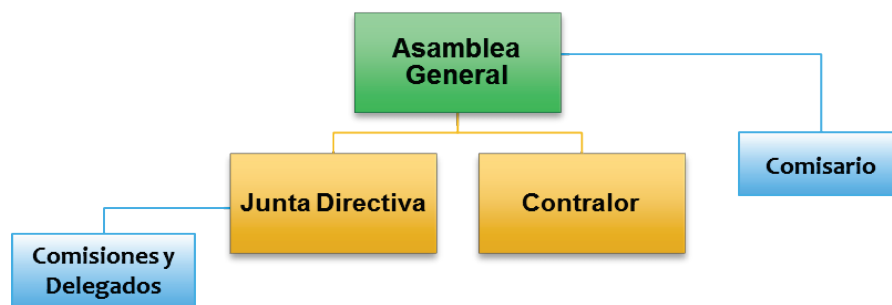 Asamblea
General
Comisario
Junta Directiva
Contralor
Comisiones y
Delegados